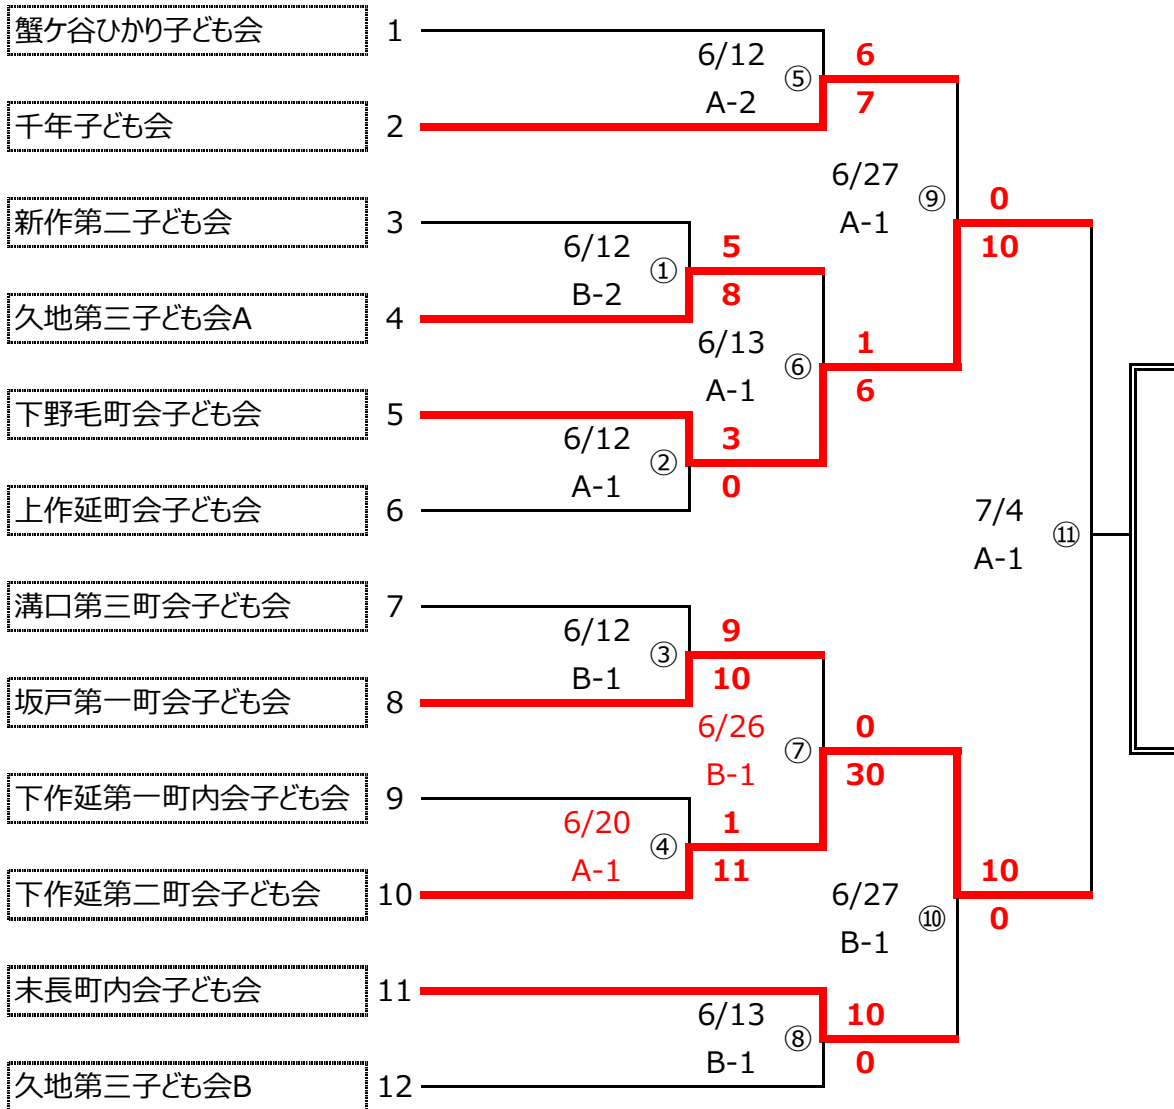 蟹ケ谷ひかり子ども会 1
6/12 ⑤ 6
A-2 7
千年子ども会 2
6/27 ⑨ 0
A-1 10
新作第二子ども会 3
6/12 ① 5
B-2 8
久地第三子ども会A 4
6/13 ⑥ 1
A-1 6
下野毛町会子ども会 5
6/12 ② 3
A-1 0
上作延町会子ども会 6
7/4 ⑪
A-1
溝口第三町会子ども会 7
6/12 ③ 9
B-1 10
坂戸第一町会子ども会 8
6/26 ⑦ 0
B-1 30
下作延第一町内会子ども会 9
6/20 ④ 1
A-1 11
下作延第二町会子ども会 10
6/27 ⑩ 10
B-1 0
末長町内会子ども会 11
6/13 ⑧ 10
B-1 0
久地第三子ども会B 12